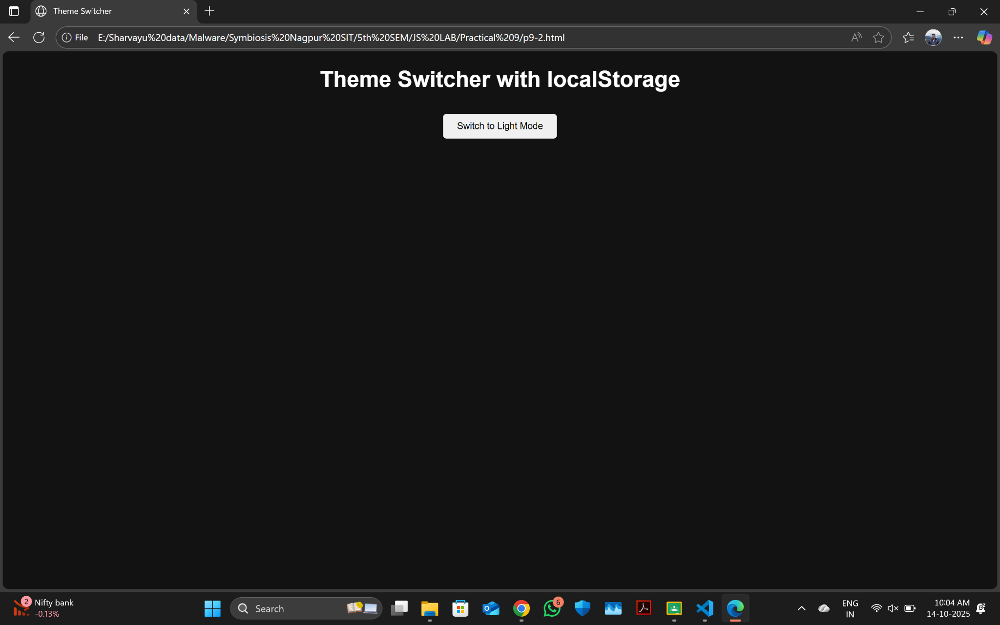 Theme Switcher
File E:/Sharvayu%20data/Malware/Symbiosis%20Nagpur%20SIT/5th%20SEM/JS%20LAB/Practical%209/p9-2.html
Theme Switcher with localStorage
Switch to Light Mode
2 Nifty bank
-0.13%
Search
6
ENG
IN
10:04 AM
14-10-2025